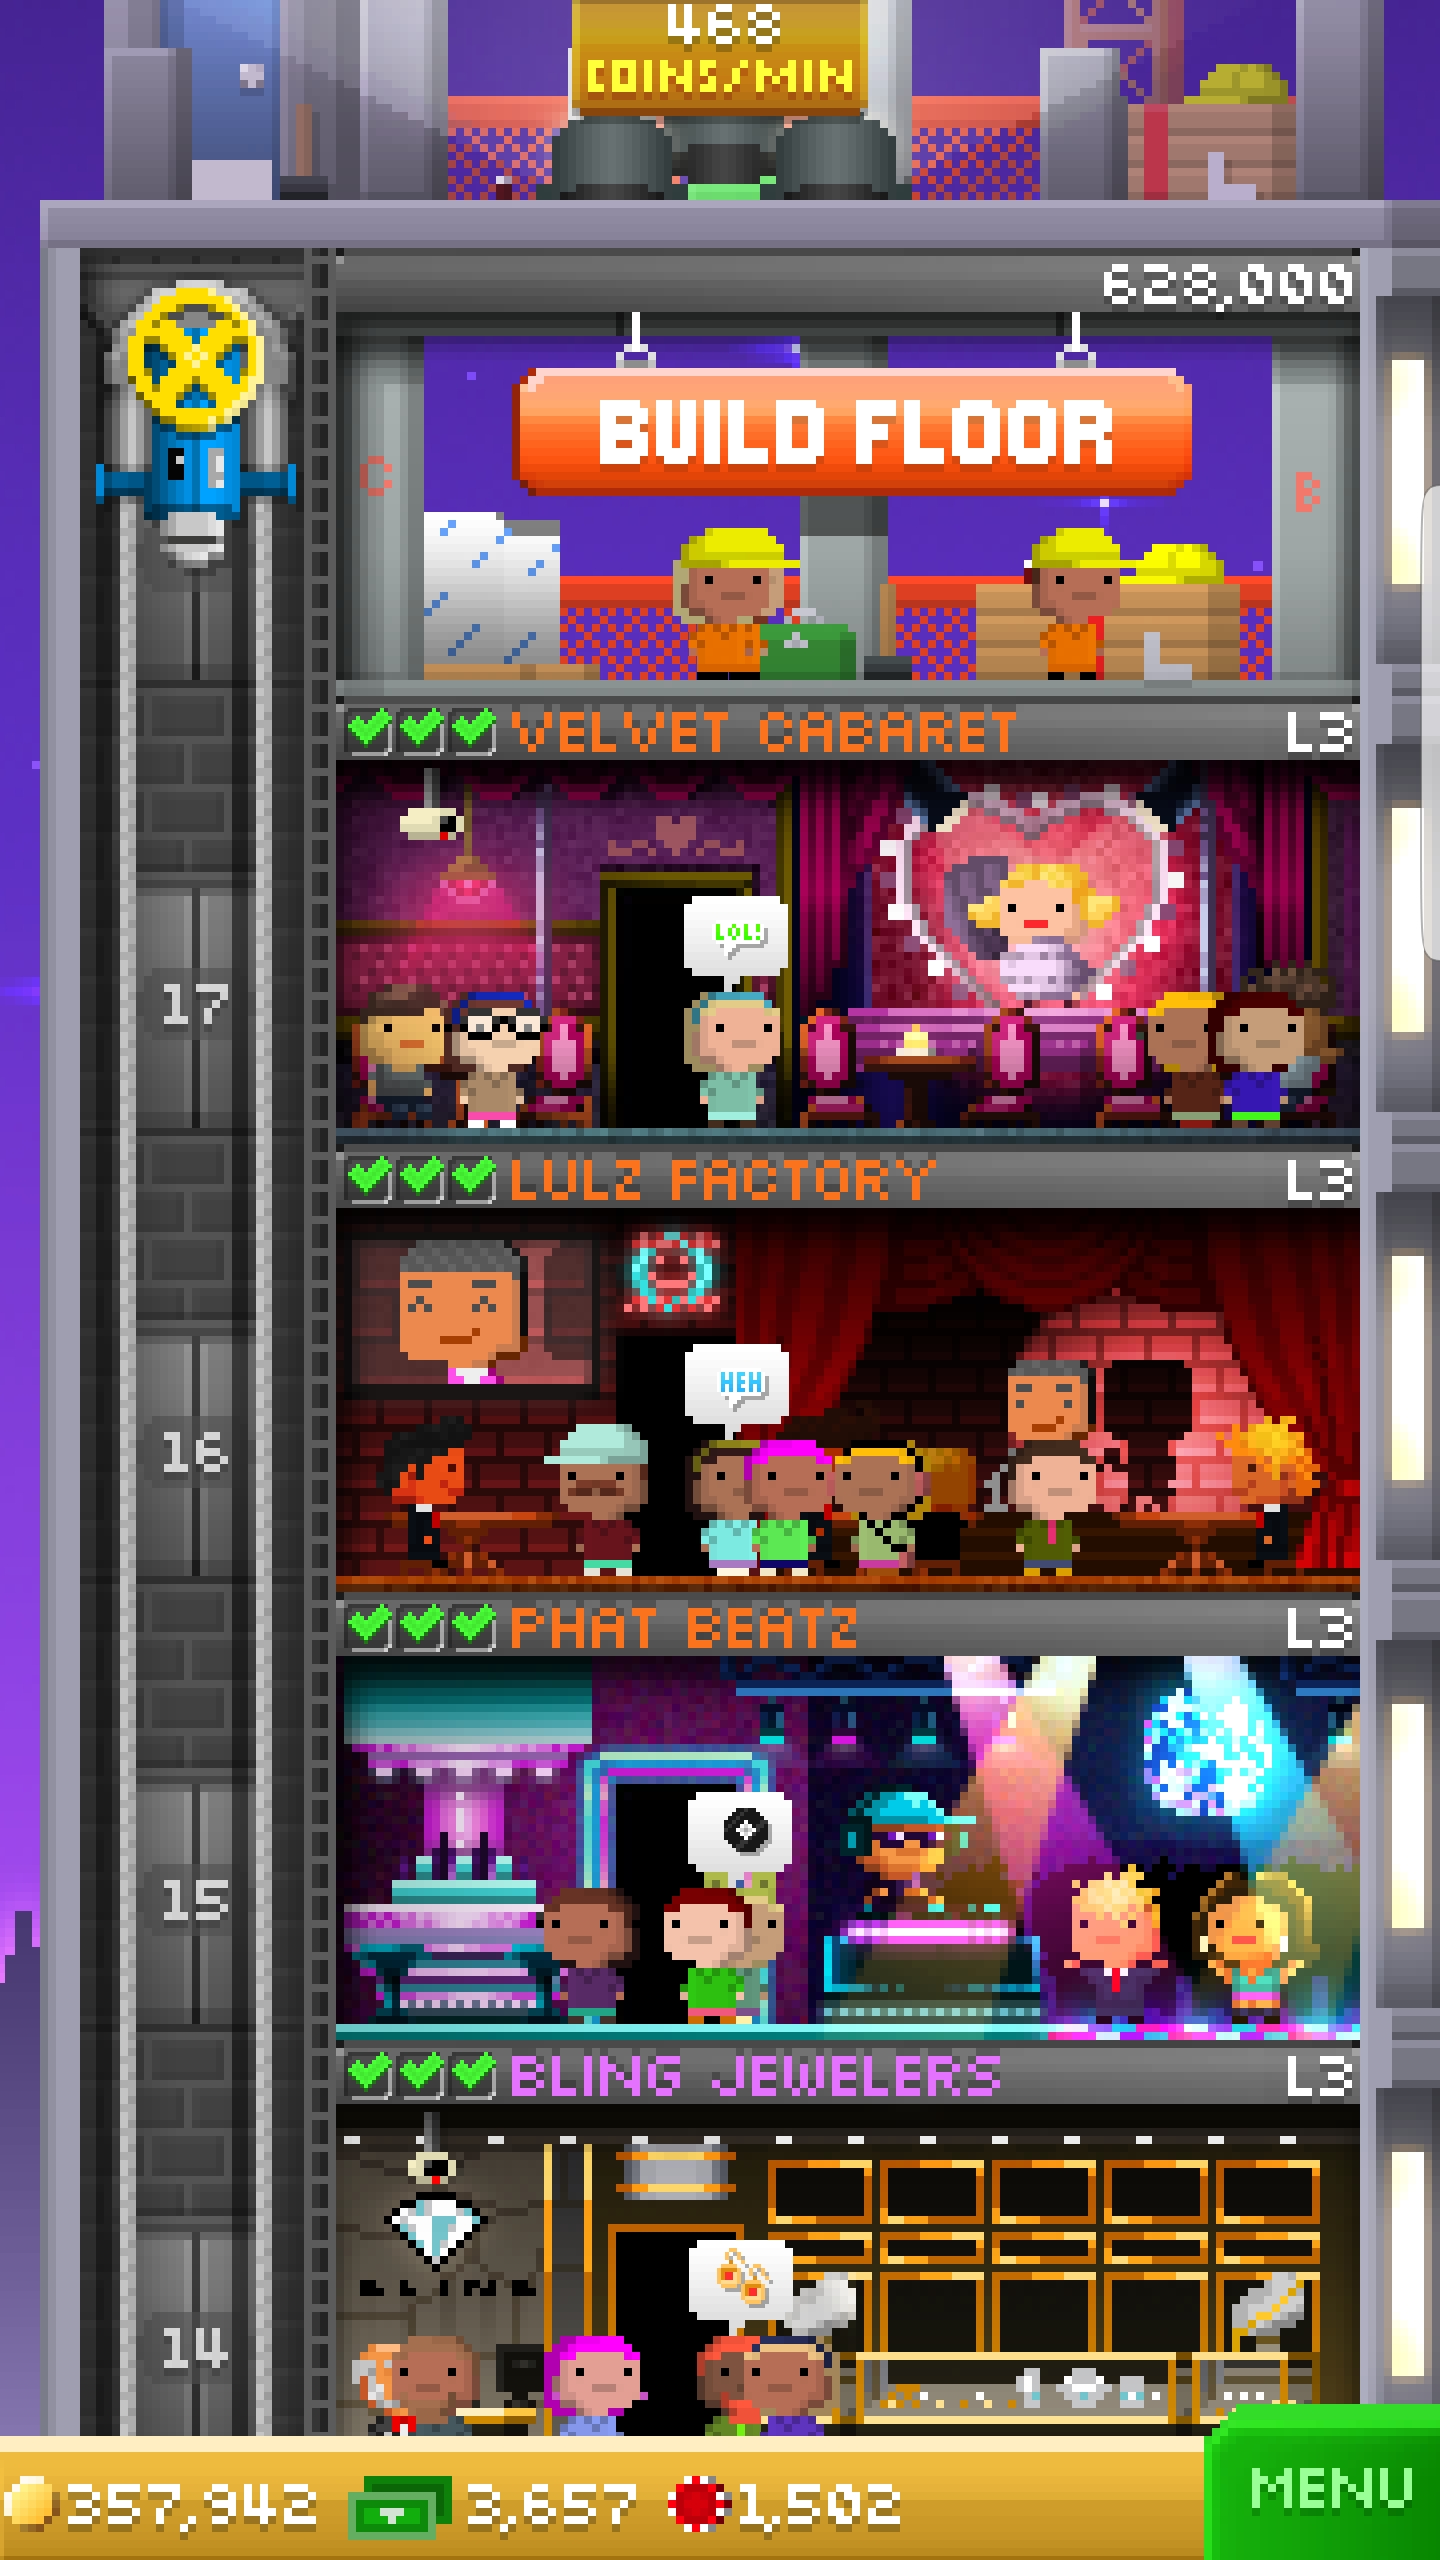 468
COINS/MIN
628,000
BUILD FLOOR
C
B
VELVET CABARET L3
LOL!
17
LULZ FACTORY L3
HEH
16
PHAT BEATZ L3
15
BLING JEWELERS L3
BLING
14
357,942 3,657 1,502
MENU